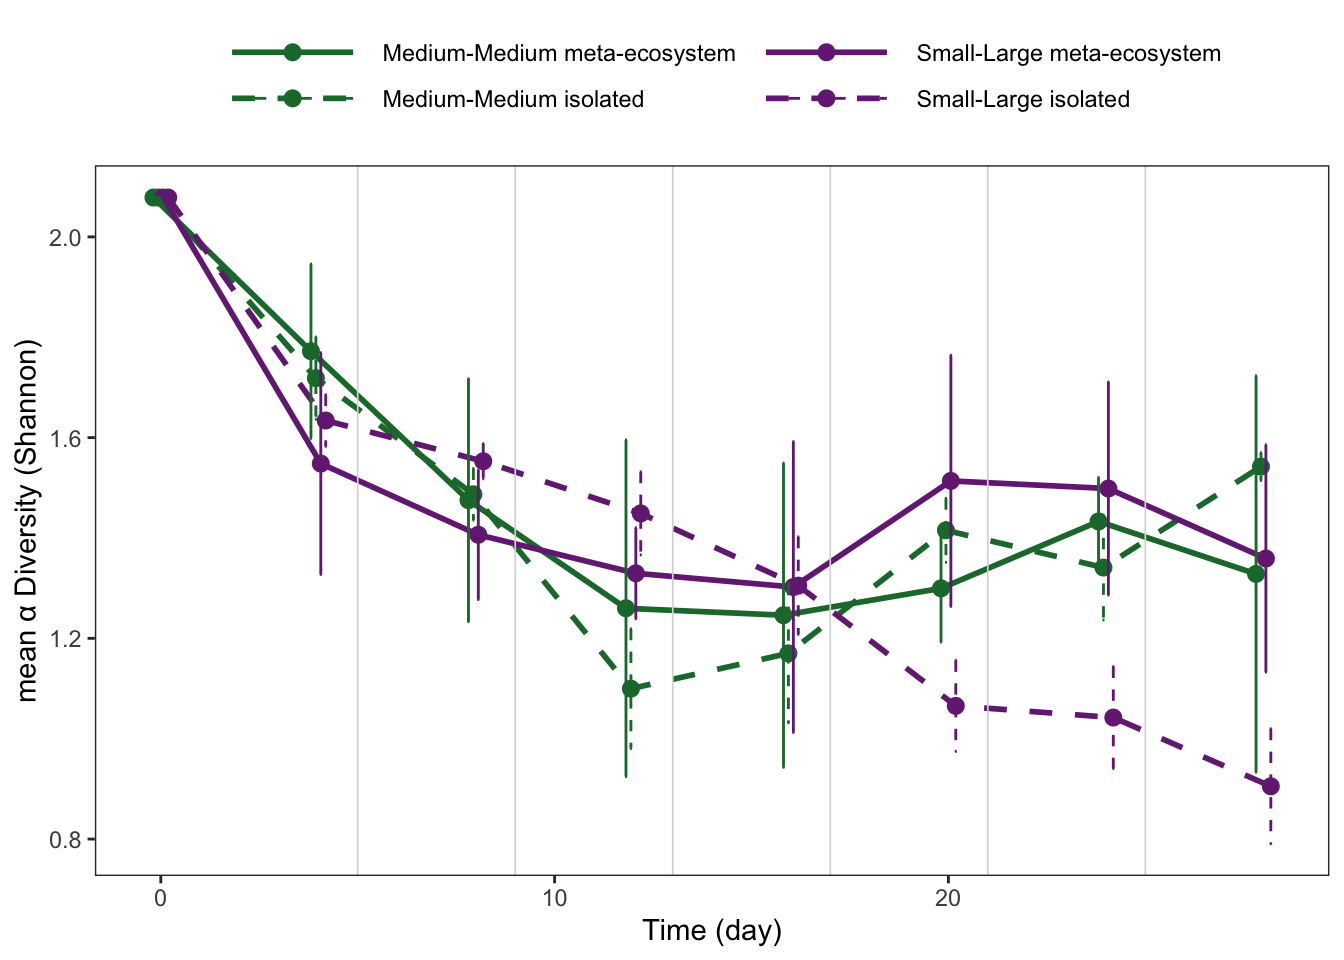 Medium-Medium meta-ecosystem
Small-Large meta-ecosystem
Medium-Medium isolated
Small-Large isolated
mean α Diversity (Shannon)
2.0
1.6
1.2
0.8
0
10
20
Time (day)